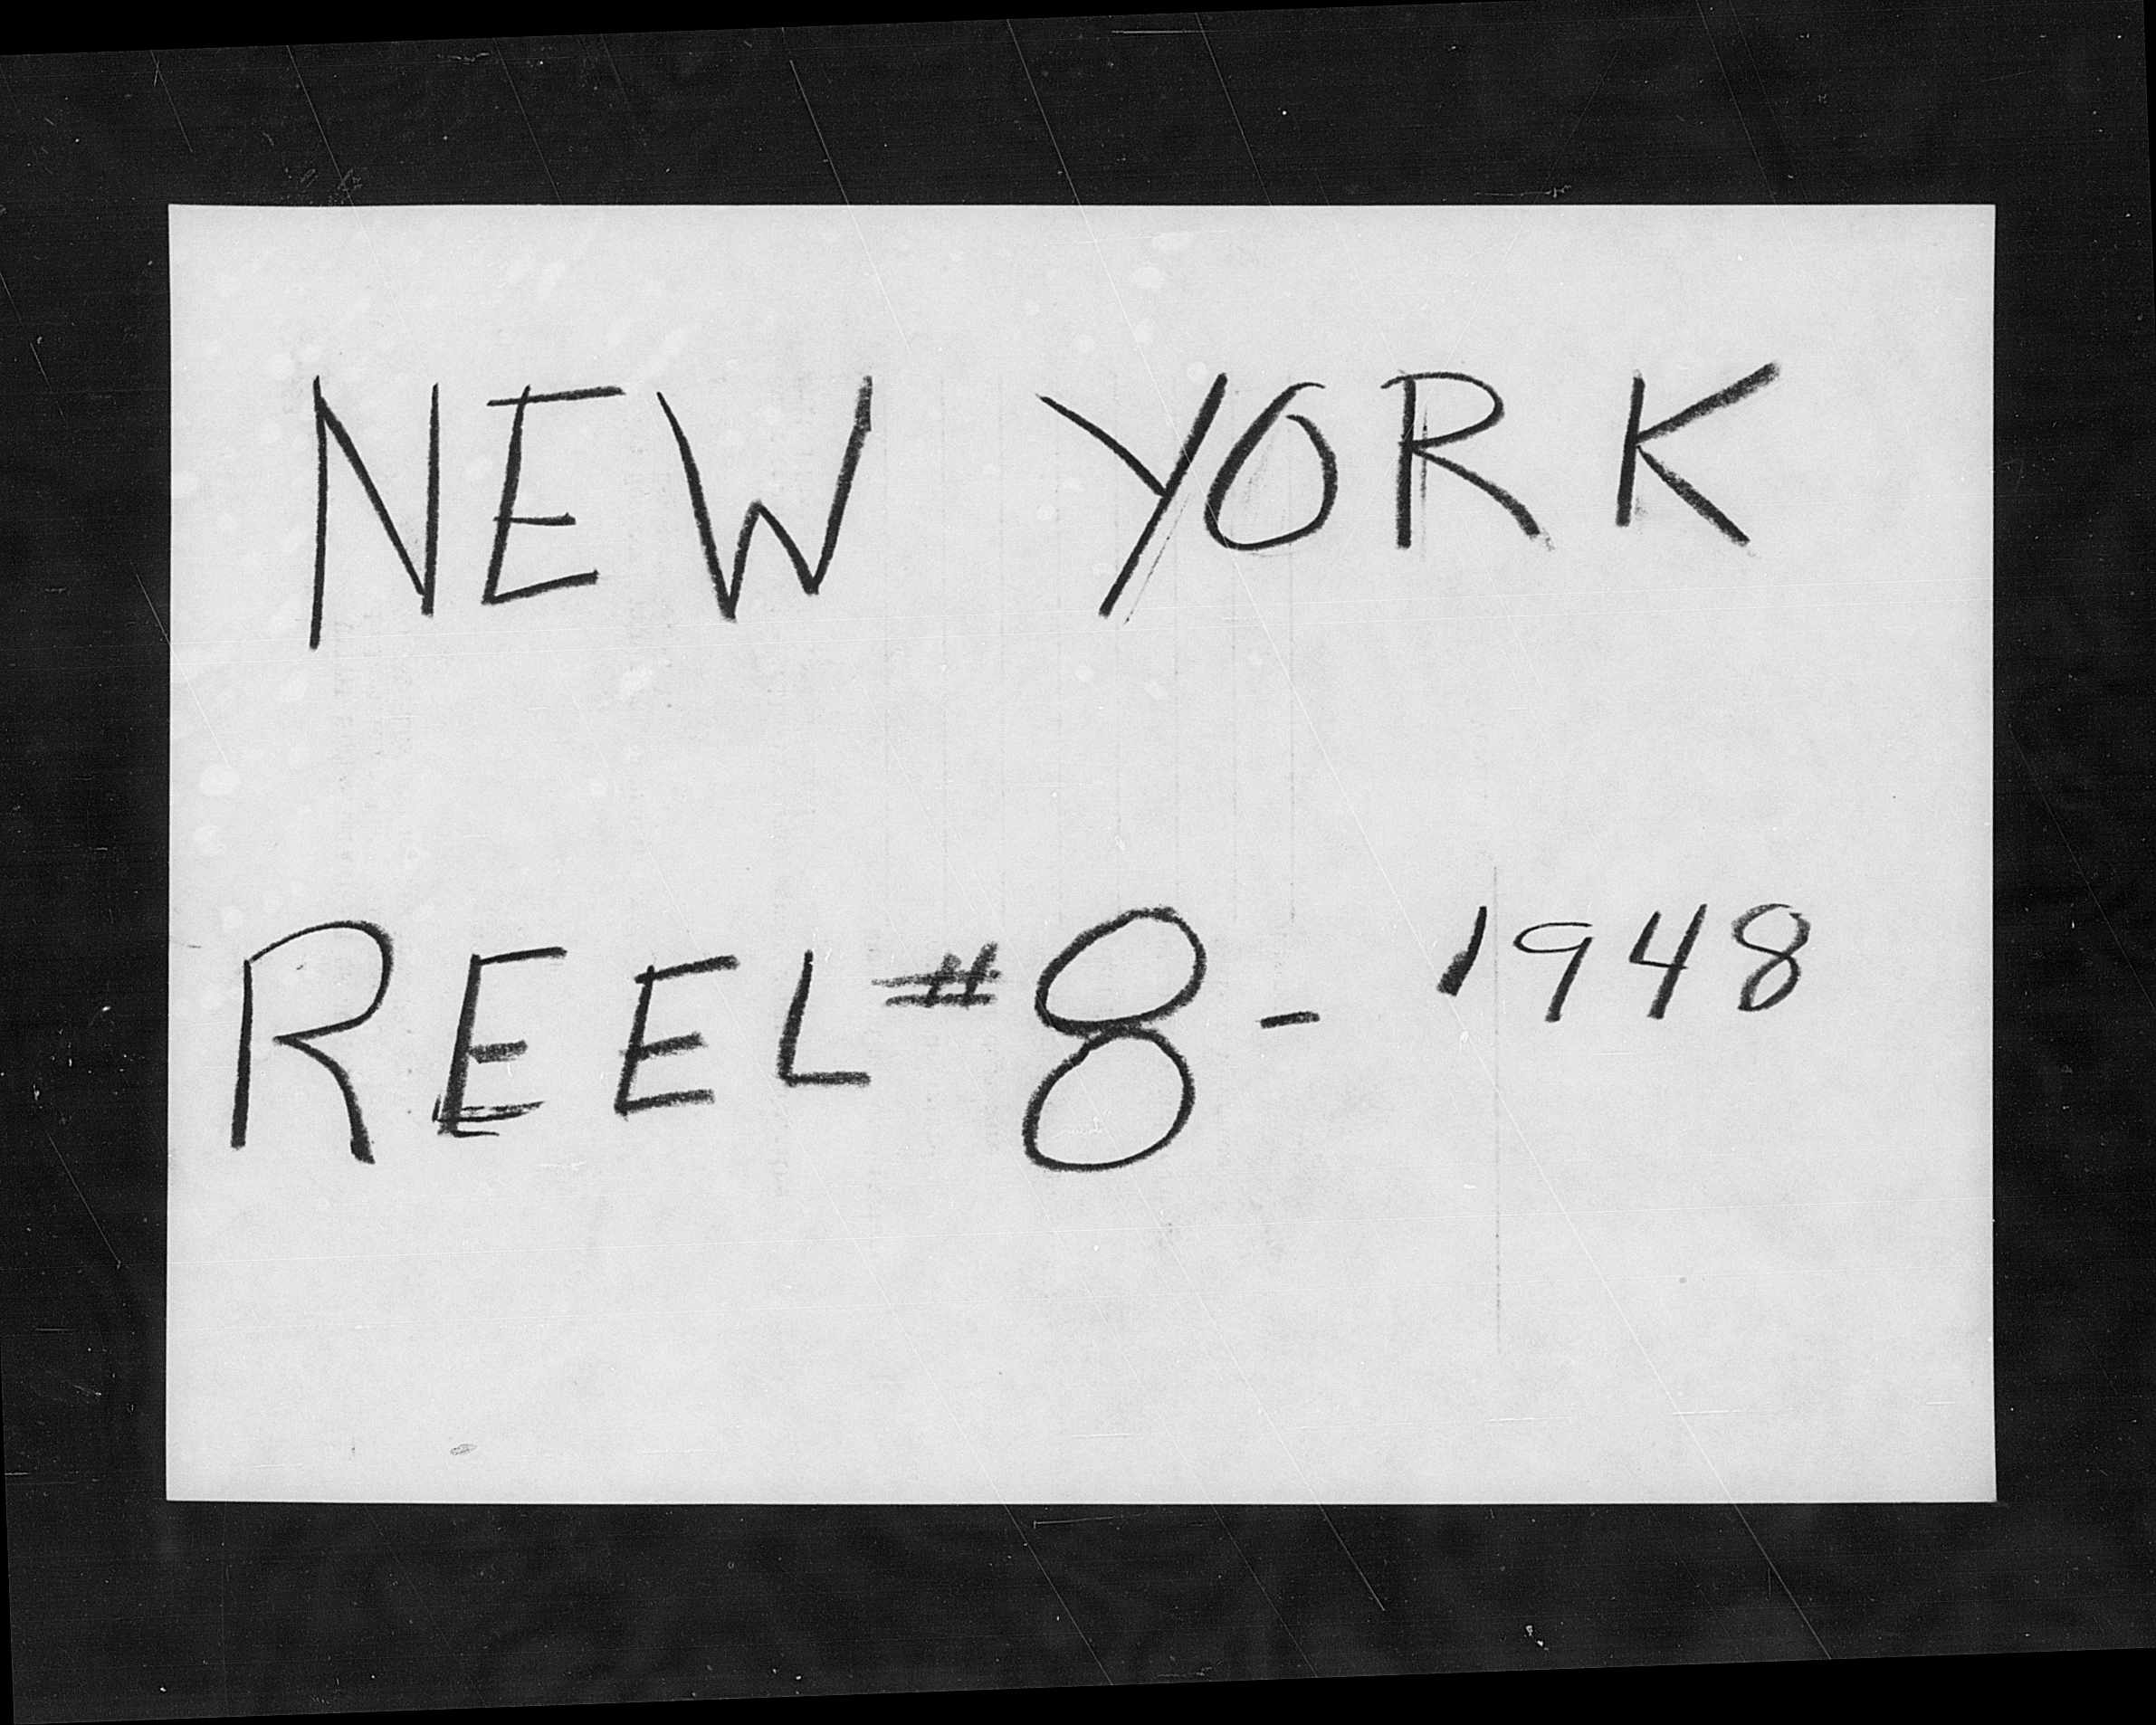 NEW YORK
REEL #8 - 1948